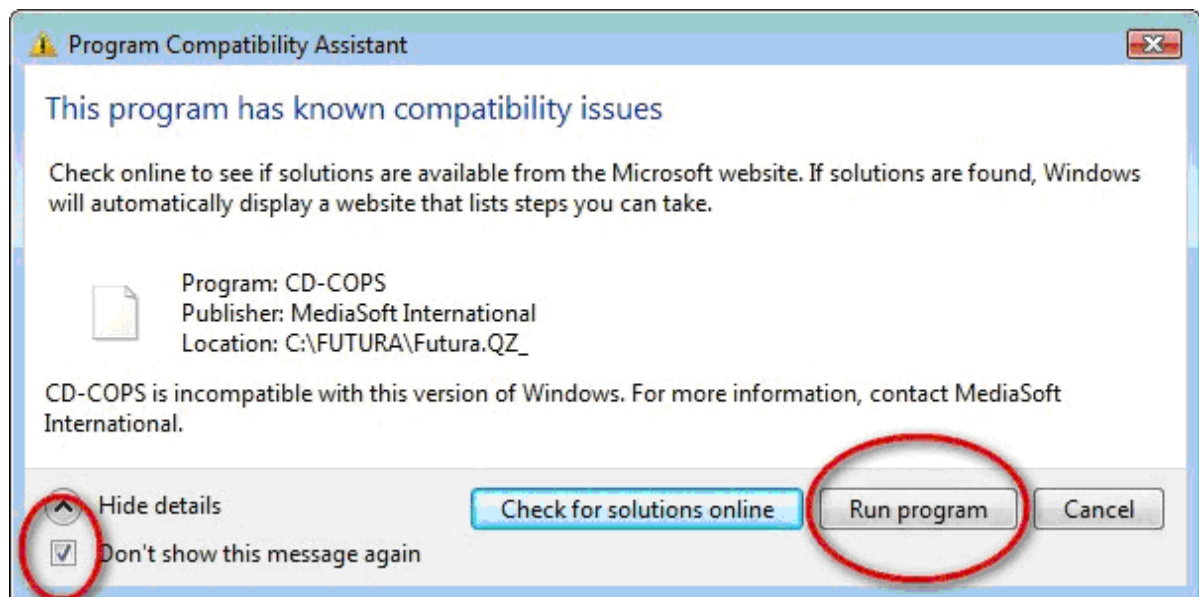 Program Compatibility Assistant
This program has known compatibility issues
Check online to see if solutions are available from the Microsoft website. If solutions are found, Windows
will automatically display a website that lists steps you can take.
Program: CD-COPS
Publisher: MediaSoft International
Location: C:\FUTURA\Futura.QZ_
CD-COPS is incompatible with this version of Windows. For more information, contact MediaSoft
International.
Hide details
Check for solutions online
Run program
Cancel
Don't show this message again